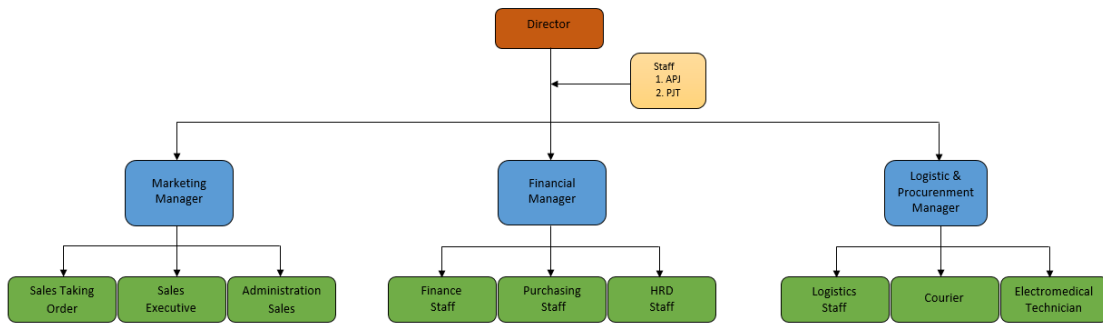 Director
Staff
1. APJ
2. PJT
Marketing
Manager
Financial
Manager
Logistic &
Procurenment
Manager
Sales Taking
Order
Sales
Executive
Administration
Sales
Finance
Staff
Purchasing
Staff
HRD
Staff
Logistics
Staff
Courier
Electromedical
Technician